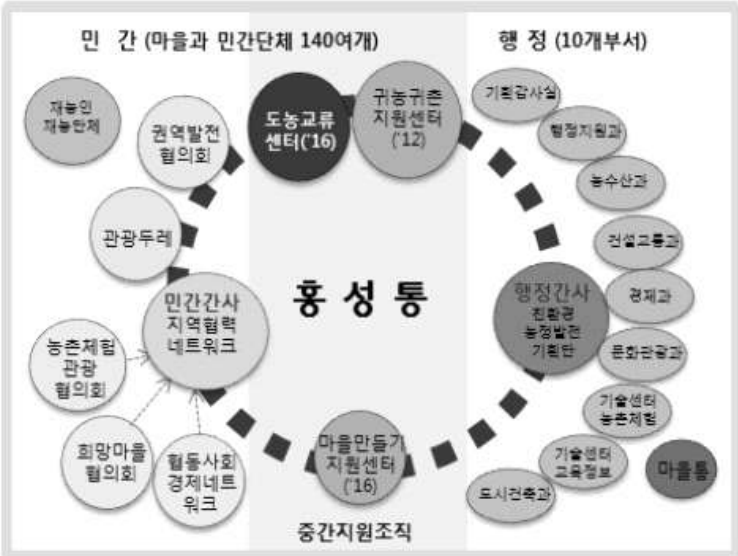 민 간 (마을과 민간단체 140여개)
행 정 (10개부서)
재능인
재능단체
권역발전
협의회
도농교류
센터('16)
귀농귀촌
지원센터
('12)
기획감사실
행정지원과
농수산과
건설교통과
경제과
문화관광과
기술센터
농촌체험
기술센터
교육정보
도시건축과
마을통
관광두레
민간간사
지역협력
네트워크
홍성통
행정간사
친환경
농정발전
기획단
농촌체험
관광
협의회
희망마을
협의회
협동사회
경제네트
워크
마을만들기
지원센터
('16)
중간지원조직